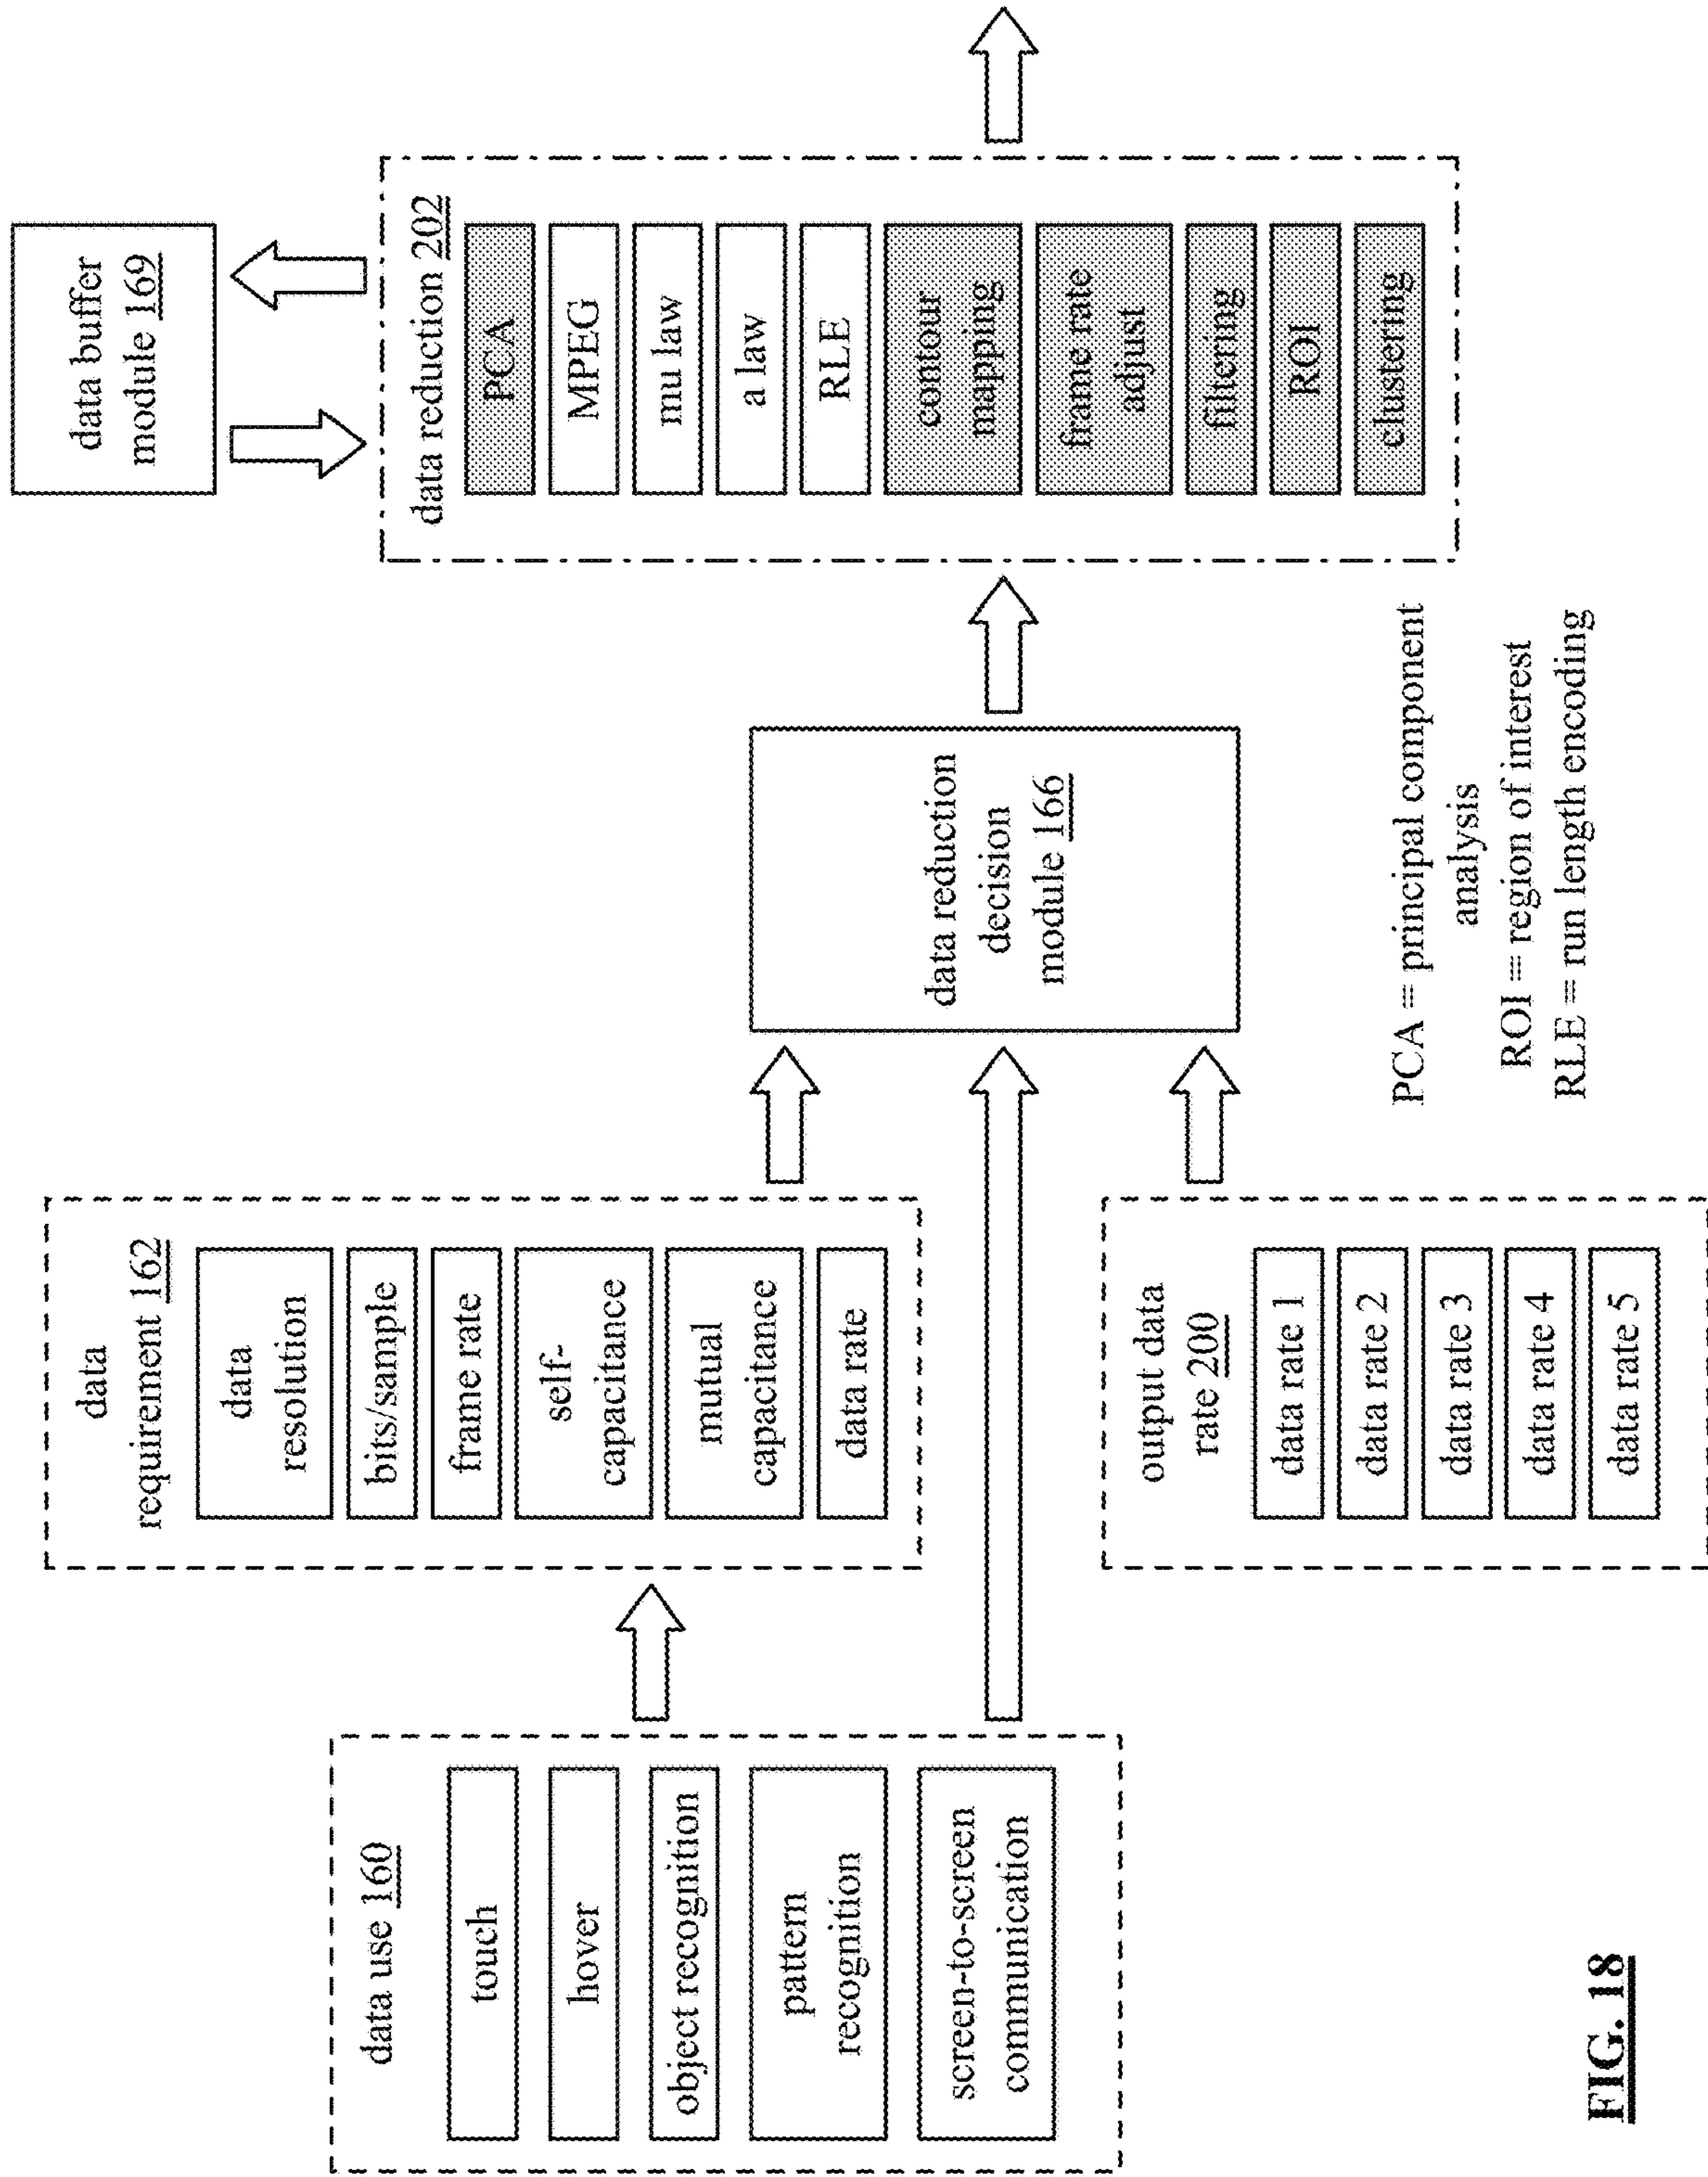 data use 160
touch
hover
object recognition
pattern
recognition
screen-to-screen
communication
data
requirement 162
data
resolution
bits/sample
frame rate
self-
capacitance
mutual
capacitance
data rate
output data
rate 200
data rate 1
data rate 2
data rate 3
data rate 4
data rate 5
data reduction
decision
module 166
data buffer
module 169
data reduction 202
PCA
MPEG
mu law
a law
RLE
contour
mapping
frame rate
adjust
filtering
ROI
clustering
PCA = principal component
analysis
ROI = region of interest
RLE = run length encoding
FIG. 18